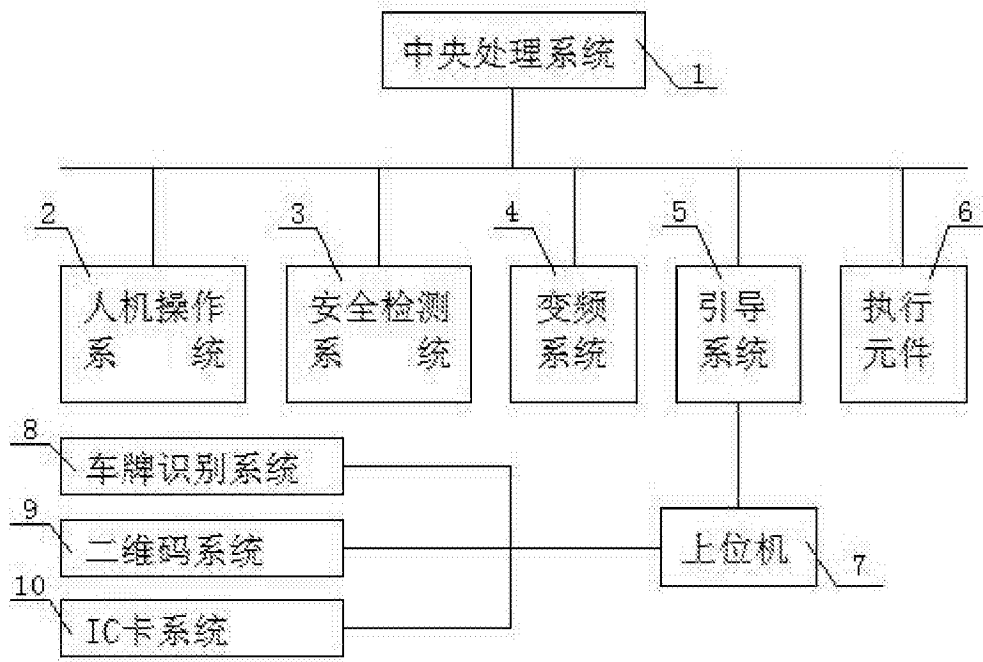 中央处理系统
1
2
3
4
5
6
人机操作
系 统
安全检测
系 统
变频
系统
引导
系统
执行
元件
8
车牌识别系统
9
二维码系统
上位机
7
10
IC卡系统